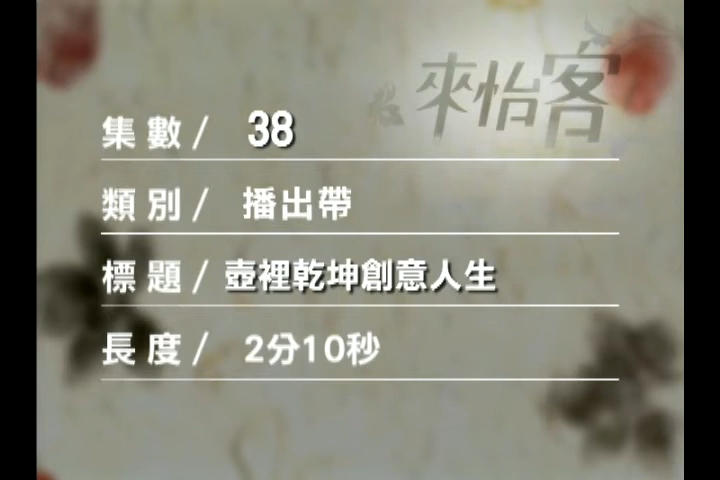 來怡客
集數/ 38
類別/ 播出帶
標題/ 壺裡乾坤創意人生
長度/ 2分10秒